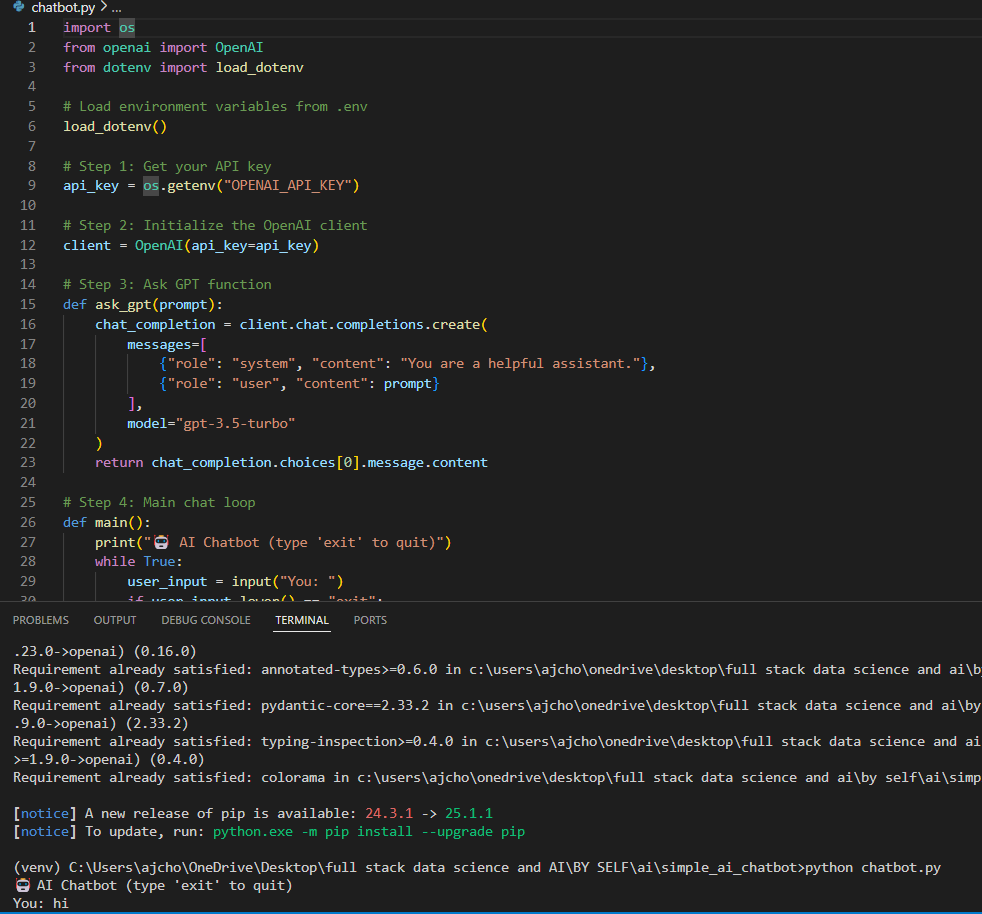 chatbot.py > ...
1 import os
2 from openai import OpenAI
3 from dotenv import load_dotenv
4
5 # Load environment variables from .env
6 load_dotenv()
7
8 # Step 1: Get your API key
9 api_key = os.getenv("OPENAI_API_KEY")
10
11 # Step 2: Initialize the OpenAI client
12 client = OpenAI(api_key=api_key)
13
14 # Step 3: Ask GPT function
15 def ask_gpt(prompt):
16     chat_completion = client.chat.completions.create(
17         messages=[
18             {"role": "system", "content": "You are a helpful assistant."},
19             {"role": "user", "content": prompt}
20         ],
21         model="gpt-3.5-turbo"
22     )
23     return chat_completion.choices[0].message.content
24
25 # Step 4: Main chat loop
26 def main():
27     print("🤖 AI Chatbot (type 'exit' to quit)")
28     while True:
29         user_input = input("You: ")
30         if user_input.lower() == "exit":
PROBLEMS OUTPUT DEBUG CONSOLE TERMINAL PORTS
.23.0->openai) (0.16.0)
Requirement already satisfied: annotated-types>=0.6.0 in c:\users\ajcho\onedrive\desktop\full stack data science and ai\by
1.9.0->openai) (0.7.0)
Requirement already satisfied: pydantic-core==2.33.2 in c:\users\ajcho\onedrive\desktop\full stack data science and ai\by
.9.0->openai) (2.33.2)
Requirement already satisfied: typing-inspection>=0.4.0 in c:\users\ajcho\onedrive\desktop\full stack data science and ai
>=1.9.0->openai) (0.4.0)
Requirement already satisfied: colorama in c:\users\ajcho\onedrive\desktop\full stack data science and ai\by self\ai\simp
[notice] A new release of pip is available: 24.3.1 -> 25.1.1
[notice] To update, run: python.exe -m pip install --upgrade pip
(venv) C:\Users\ajcho\OneDrive\Desktop\full stack data science and AI\BY SELF\ai\simple_ai_chatbot>python chatbot.py
🤖 AI Chatbot (type 'exit' to quit)
You: hi